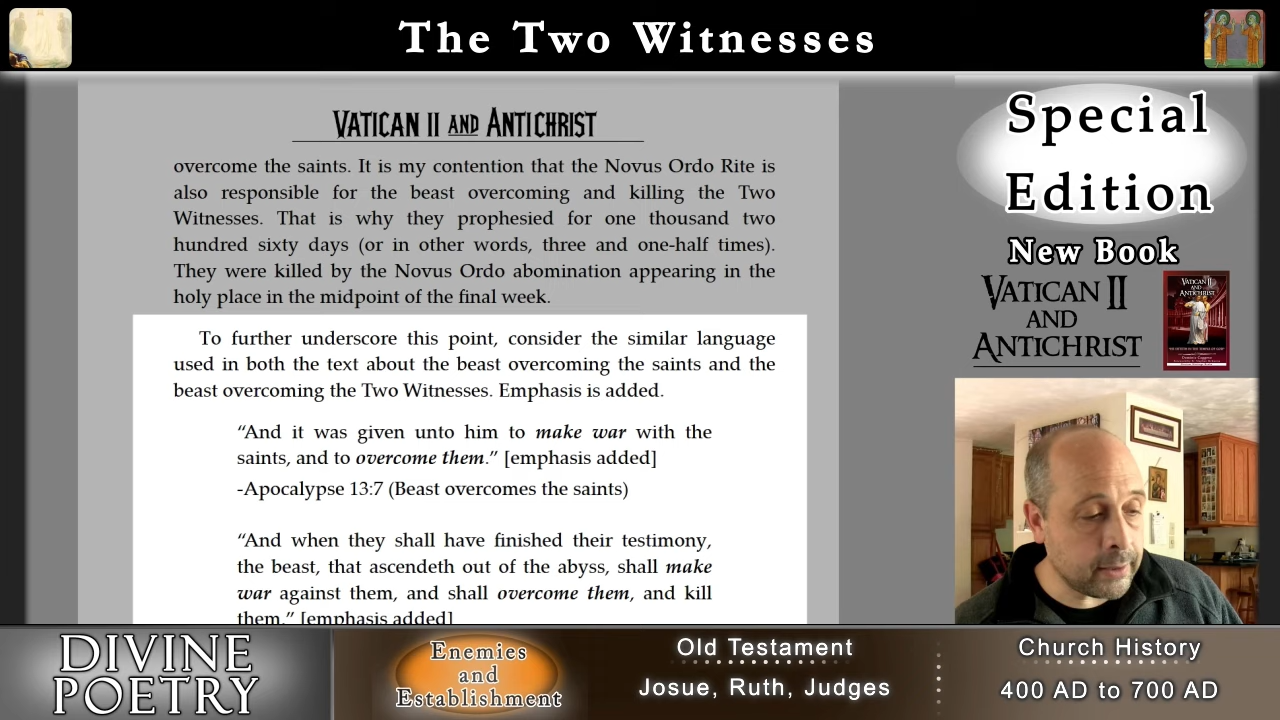 The Two Witnesses
VATICAN II AND ANTICHRIST
overcome the saints. It is my contention that the Novus Ordo Rite is
also responsible for the beast overcoming and killing the Two
Witnesses. That is why they prophesied for one thousand two
hundred sixty days (or in other words, three and one-half times).
They were killed by the Novus Ordo abomination appearing in the
holy place in the midpoint of the final week.
To further underscore this point, consider the similar language
used in both the text about the beast overcoming the saints and the
beast overcoming the Two Witnesses. Emphasis is added.
“And it was given unto him to make war with the
saints, and to overcome them.” [emphasis added]
-Apocalypse 13:7 (Beast overcomes the saints)
“And when they shall have finished their testimony,
the beast, that ascendeth out of the abyss, shall make
war against them, and shall overcome them, and kill
them.” [emphasis added]
Special
Edition
New Book
VATICAN II
AND
ANTICHRIST
VATICAN II
AND
ANTICHRIST
DIVINE
POETRY
Enemies
and
Establishment
Old Testament
Josue, Ruth, Judges
Church History
400 AD to 700 AD